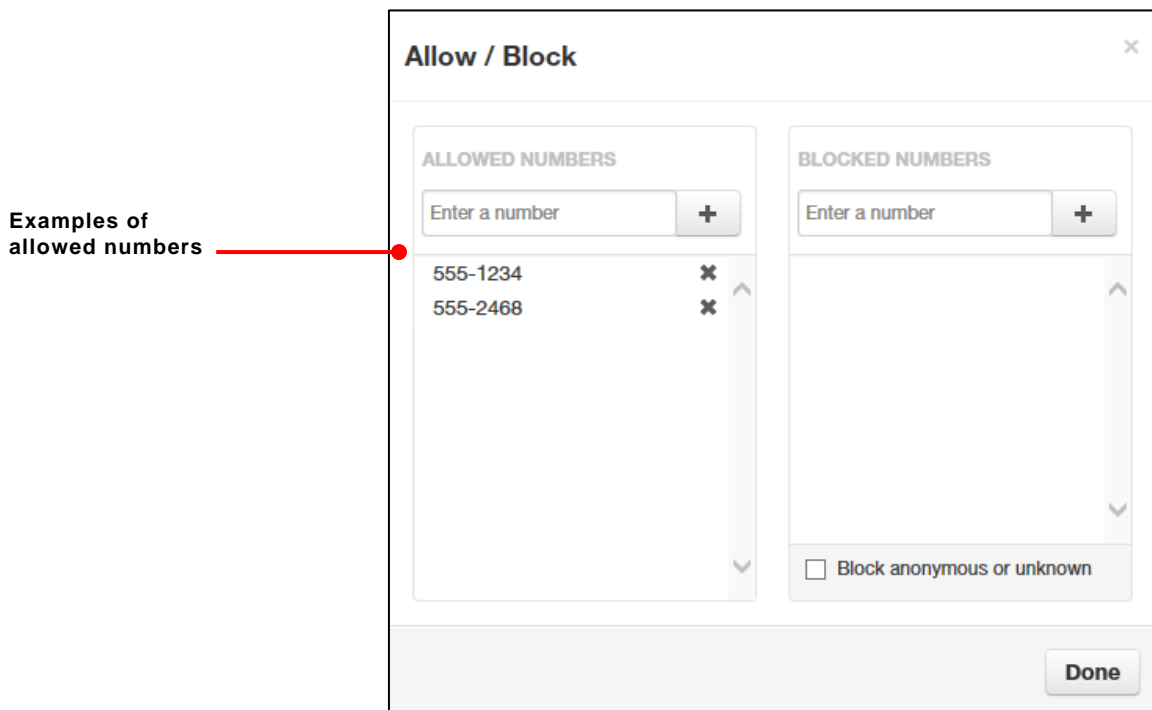 Allow / Block
×
ALLOWED NUMBERS
Enter a number
+
Examples of
allowed numbers
555-1234 ✖
555-2468 ✖
BLOCKED NUMBERS
Enter a number
+
Block anonymous or unknown
Done